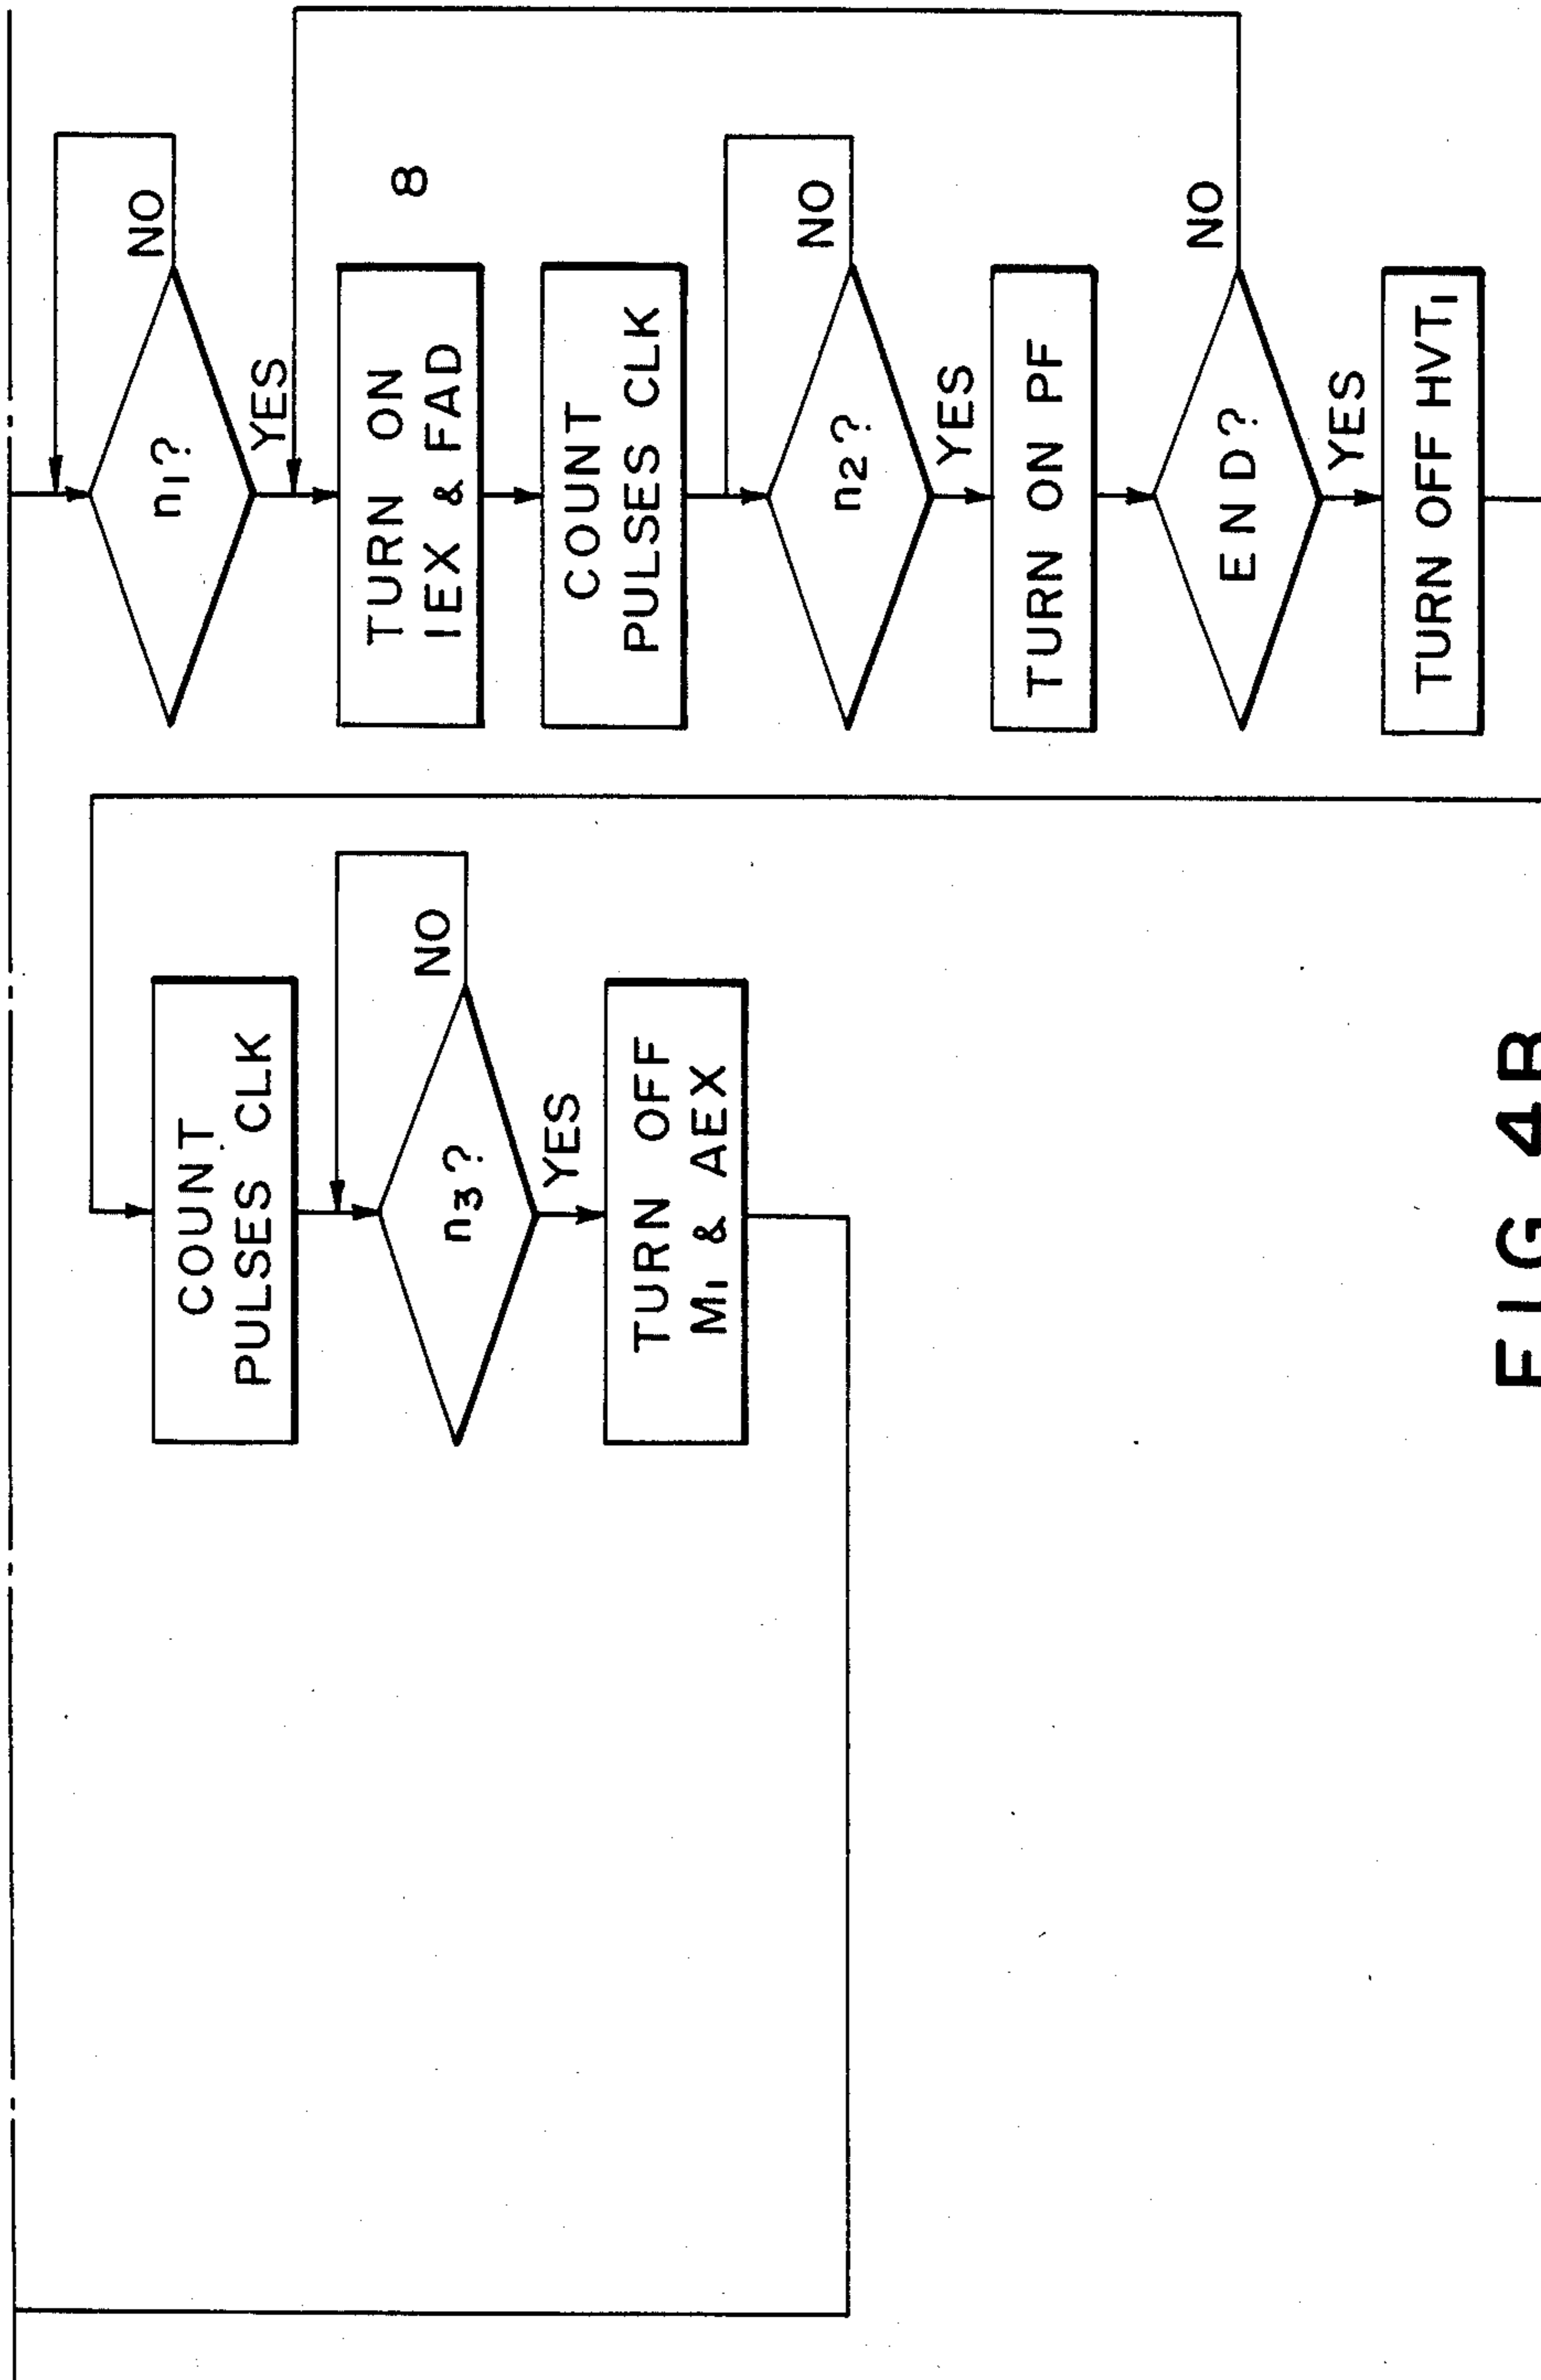 n1?
NO
YES
TURN ON
IEX & FAD
8
COUNT
PULSES CLK
n2?
NO
YES
TURN ON PF
END?
NO
YES
TURN OFF HVT1
COUNT
PULSES CLK
n3?
NO
YES
TURN OFF
M1 & AEX
FIG 4B